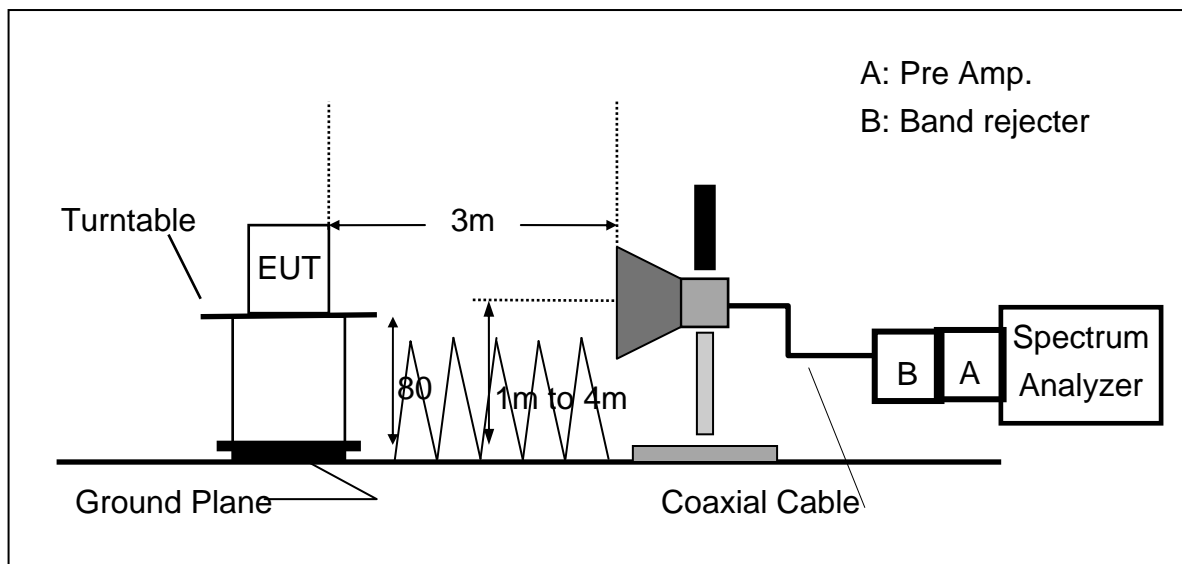 A: Pre Amp.
B: Band rejecter
Turntable
3m
EUT
80
1m to 4m
B
A
Spectrum
Analyzer
Ground Plane
Coaxial Cable